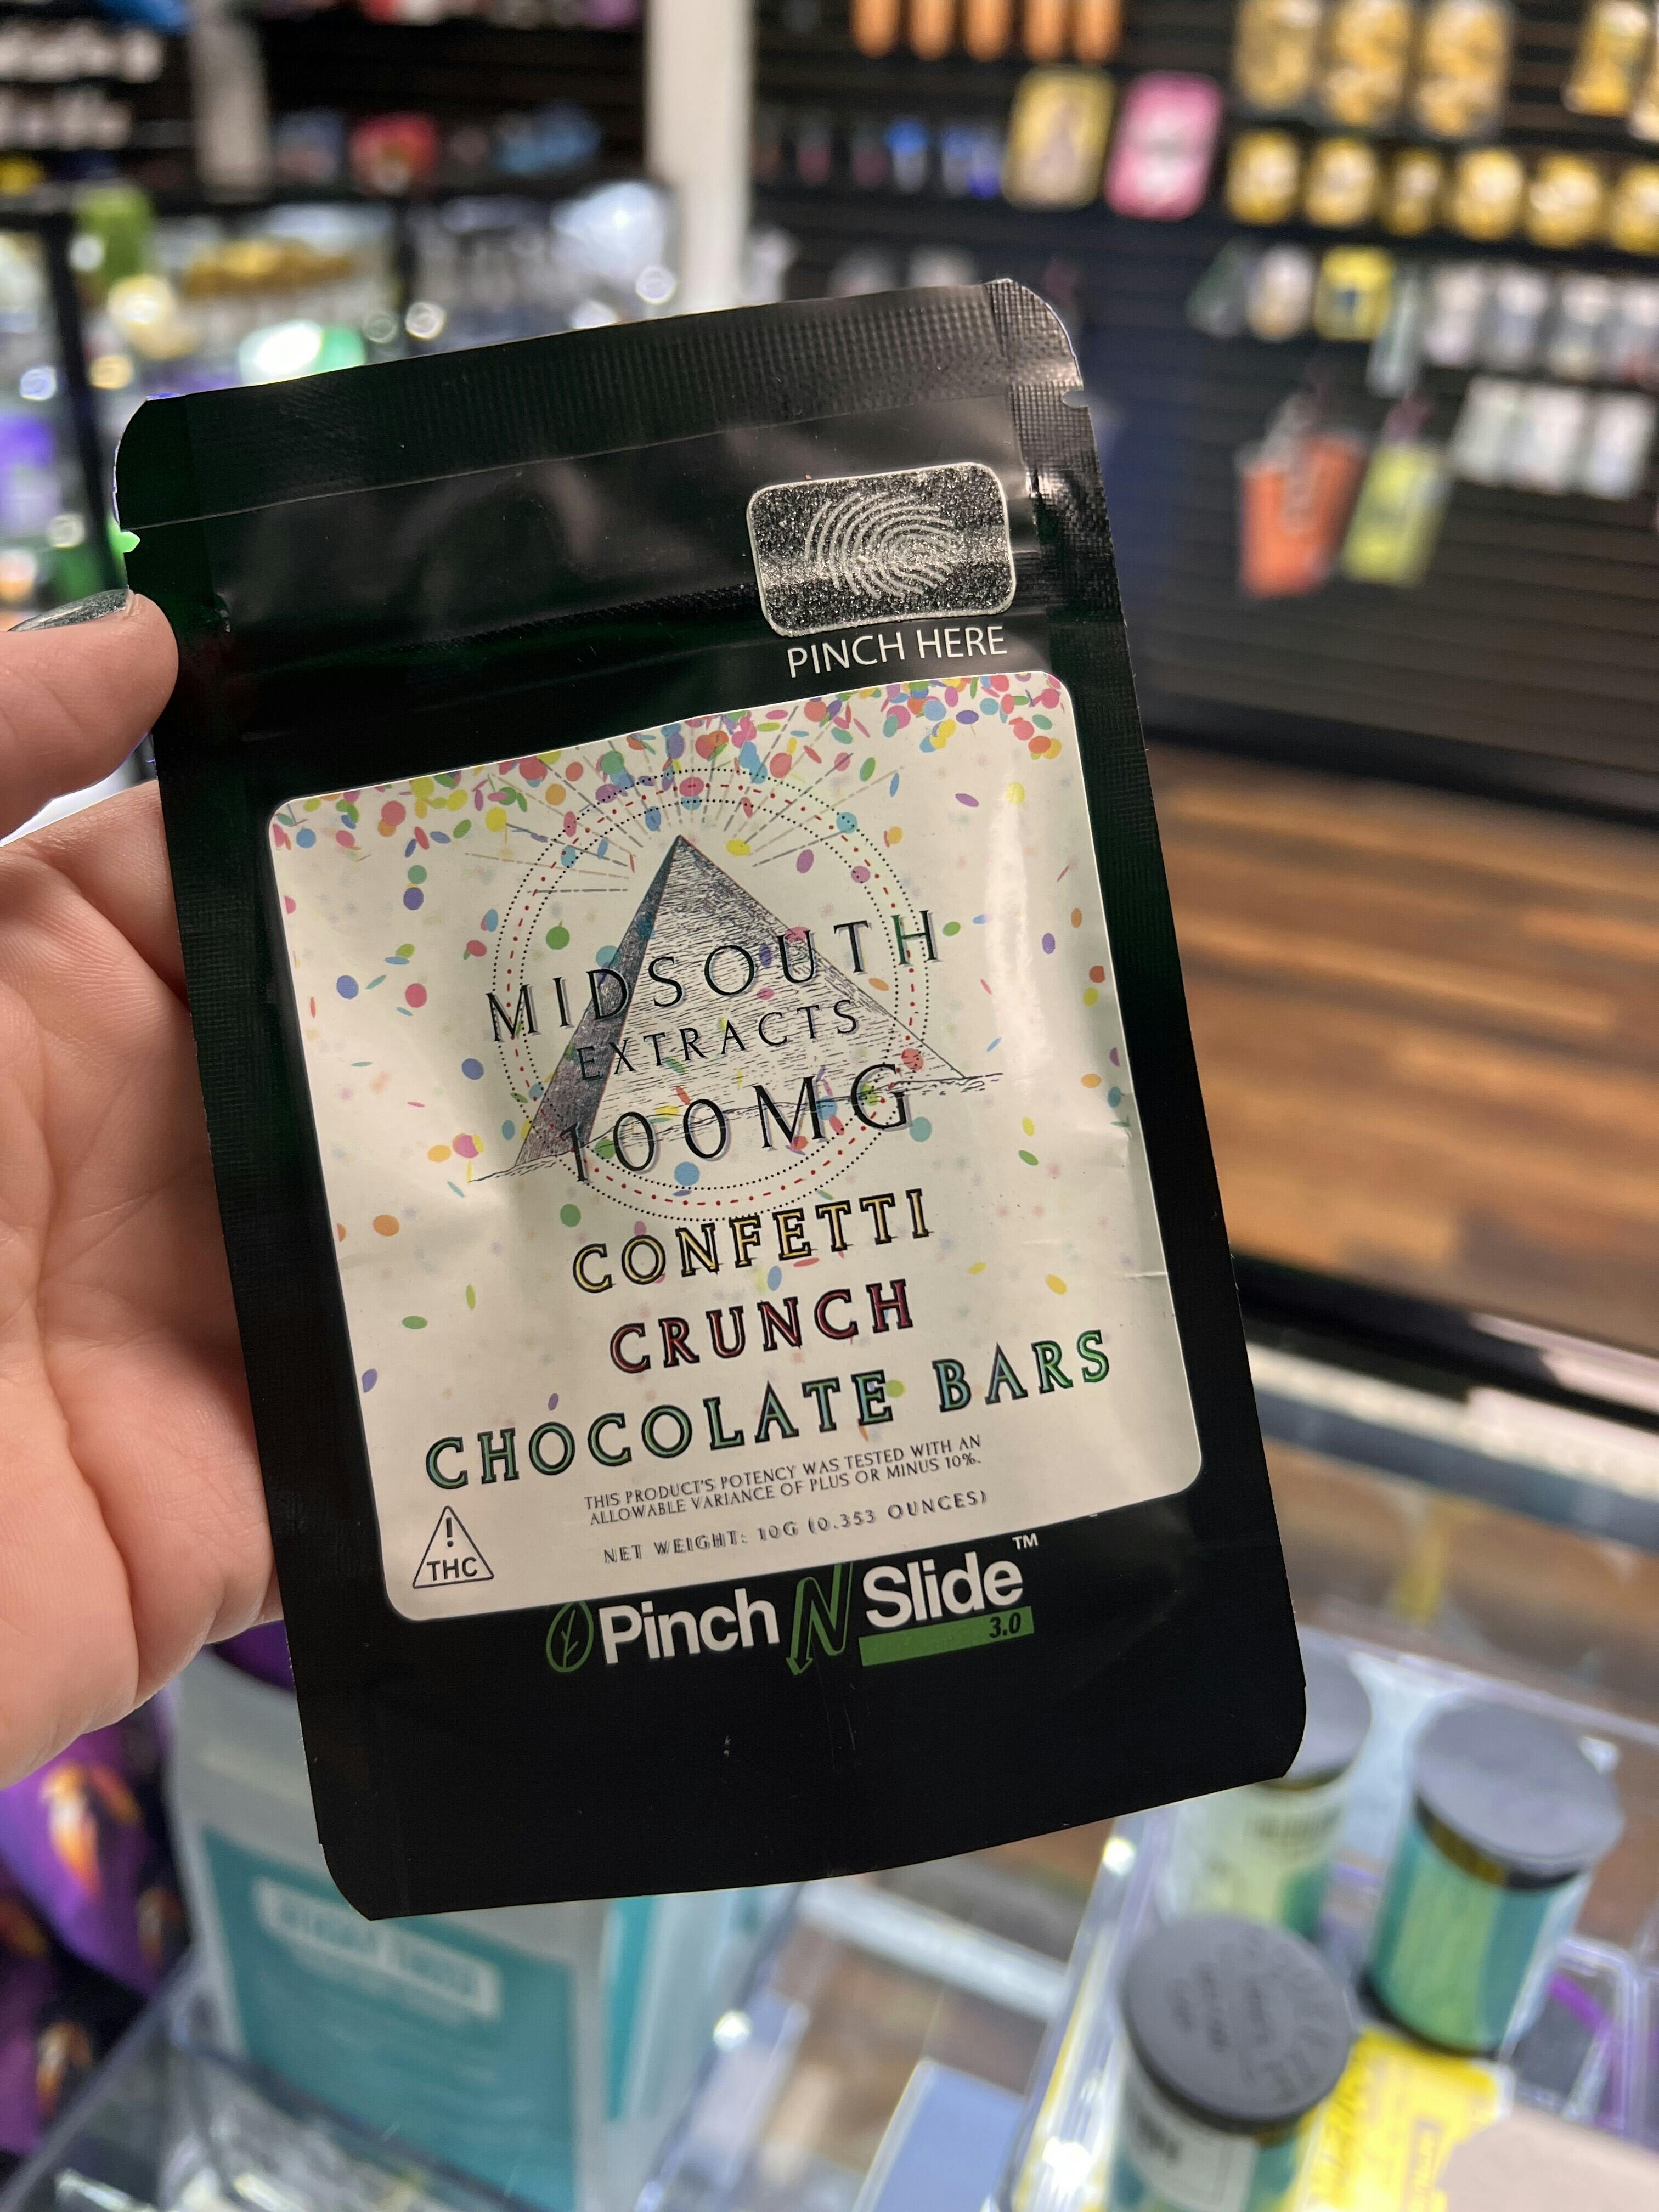 PINCH HERE
MIDSOUTH
EXTRACTS
100MG
CONFETTI
CRUNCH
CHOCOLATE BARS
THIS PRODUCT'S POTENCY WAS TESTED WITH AN
ALLOWABLE VARIANCE OF PLUS OR MINUS 10%.
NET WEIGHT: 10G (0.353 OUNCES)
!
THC
Pinch N Slide™
3.0